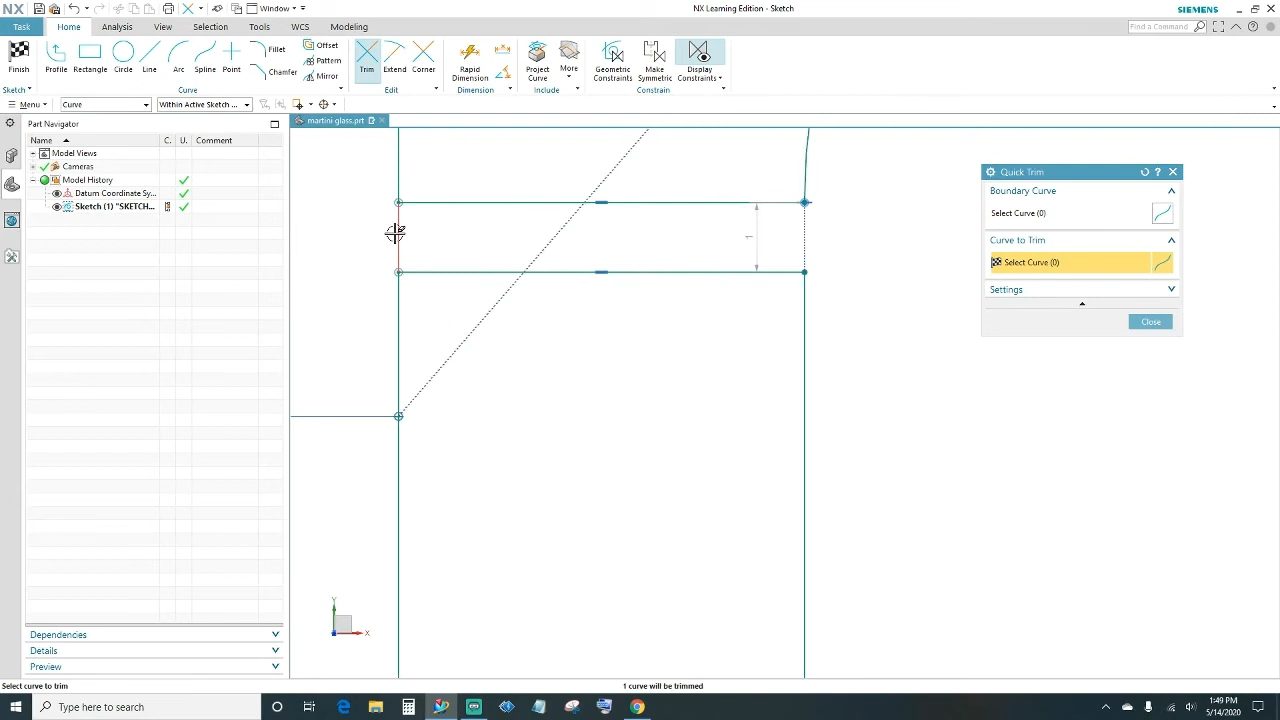 NX
Window
NX Learning Edition - Sketch
SIEMENS
Task
Home
Analysis
View
Selection
Tools
WCS
Modeling
Find a Command
Finish
Profile
Rectangle
Circle
Line
Arc
Spline
Point
Fillet
Chamfer
Offset
Pattern
Mirror
Trim
Extend
Corner
Rapid
Dimension
Project
Curve
More
Geometric
Constraints
Make
Symmetric
Display
Constraints
Sketch
Curve
Edit
Dimension
Include
Constrain
Menu
Curve
Within Active Sketch ...
Part Navigator
martini glass.prt
Name
C.
U.
Comment
Model Views
Cameras
Model History
Datum Coordinate Sy...
Sketch (1) "SKETCH...
Quick Trim
Boundary Curve
Select Curve (0)
Curve to Trim
Select Curve (0)
Settings
Close
1
Y
X
Dependencies
Details
Preview
Select curve to trim
1 curve will be trimmed
Type here to search
1:49 PM
5/14/2020